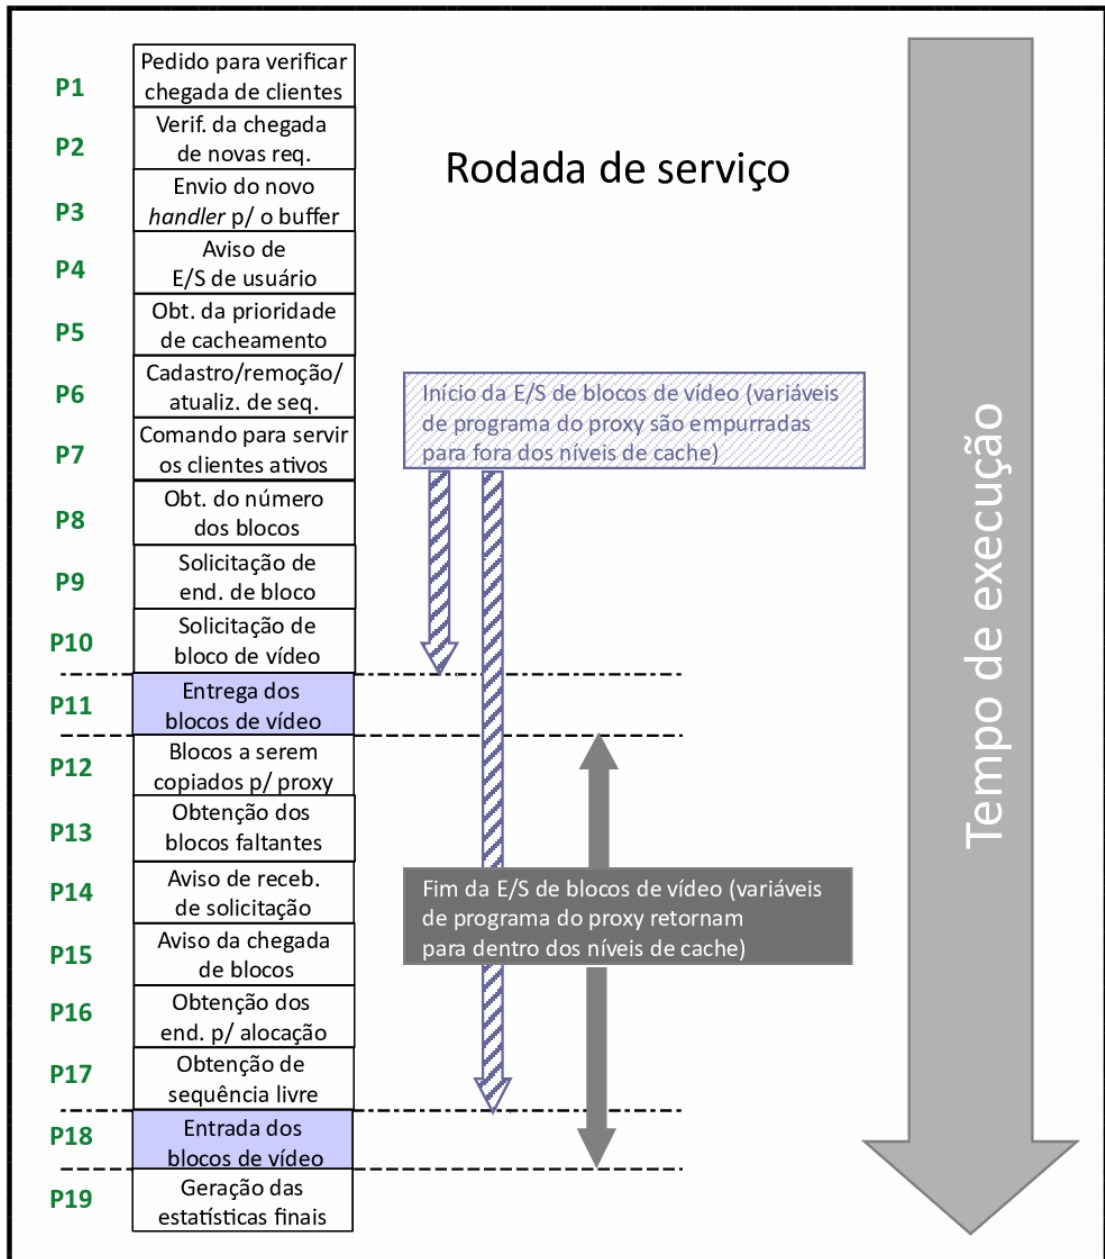 P1
Pedido para verificar
chegada de clientes
P2
Verif. da chegada
de novas req.
Rodada de serviço
P3
Envio do novo
handler p/ o buffer
P4
Aviso de
E/S de usuário
P5
Obt. da prioridade
de cacheamento
P6
Cadastro/remoção/
atualiz. de seq.
Início da E/S de blocos de vídeo (variáveis
de programa do proxy são empurradas
para fora dos níveis de cache)
P7
Comando para servir
os clientes ativos
P8
Obt. do número
dos blocos
P9
Solicitação de
end. de bloco
P10
Solicitação de
bloco de vídeo
Tempo de execução
P11
Entrega dos
blocos de vídeo
P12
Blocos a serem
copiados p/ proxy
P13
Obtenção dos
blocos faltantes
P14
Aviso de receb.
de solicitação
Fim da E/S de blocos de vídeo (variáveis
de programa do proxy retornam
para dentro dos níveis de cache)
P15
Aviso da chegada
de blocos
P16
Obtenção dos
end. p/ alocação
P17
Obtenção de
sequência livre
P18
Entrada dos
blocos de vídeo
P19
Geração das
estatísticas finais